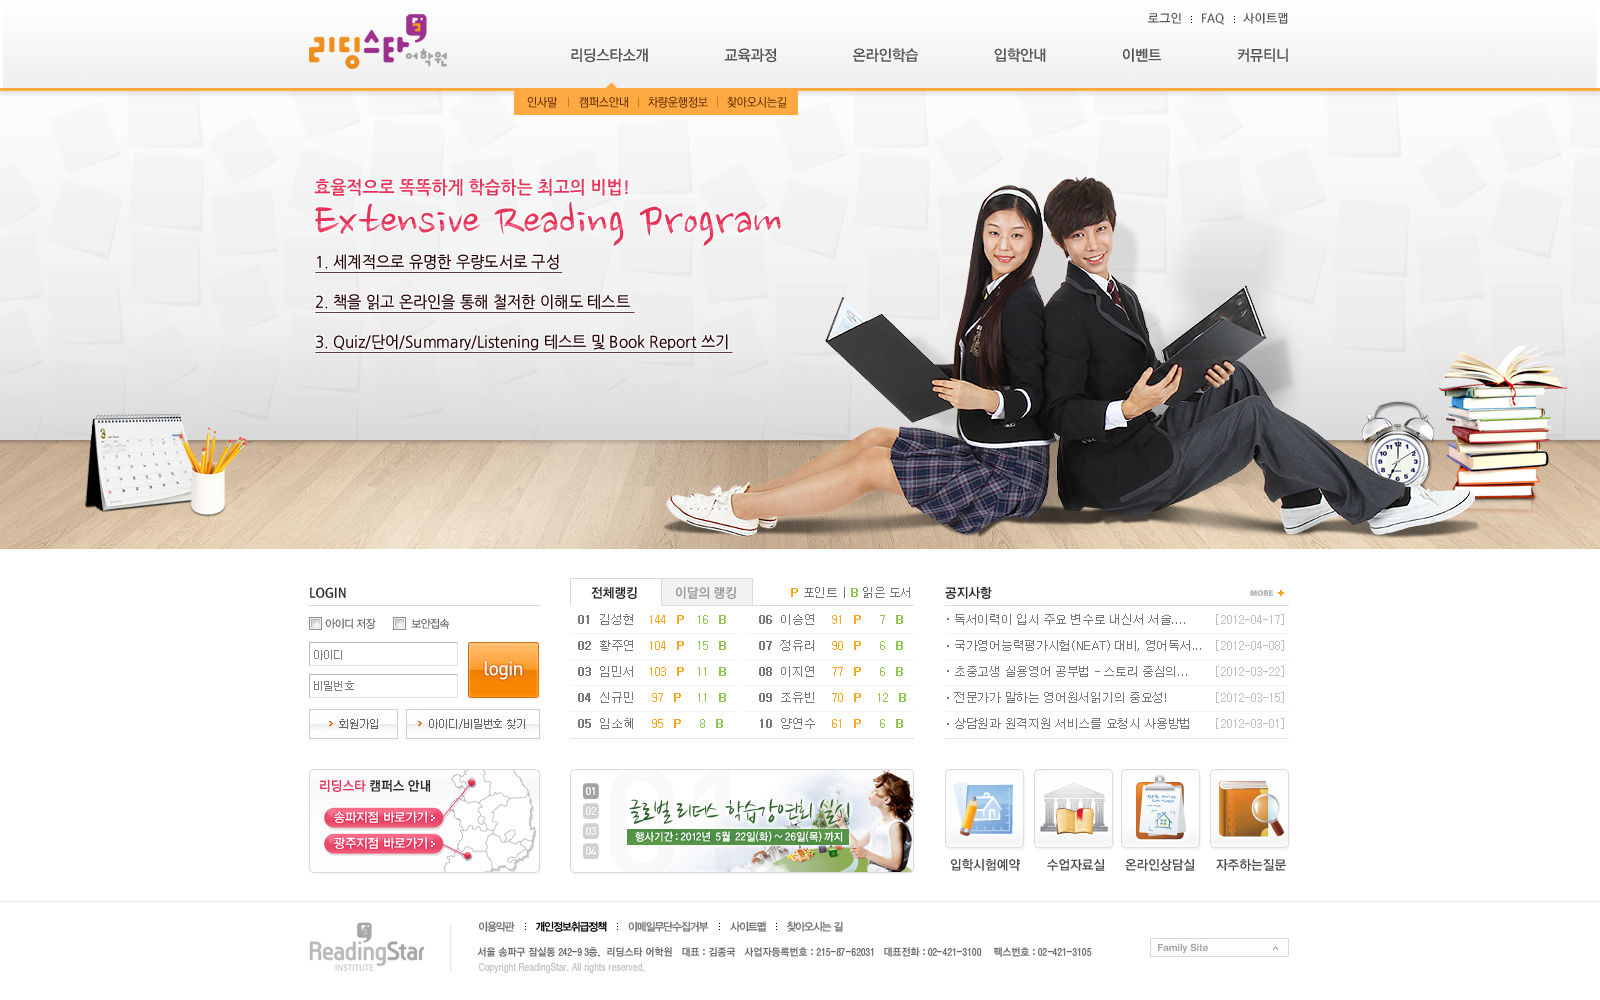 로그인 : FAQ : 사이트맵
리딩스타 어학원
리딩스타소개 교육과정 온라인학습 입학안내 이벤트 커뮤티니
인사말 | 캠퍼스안내 | 차량운행정보 | 찾아오시는길
효율적으로 똑똑하게 학습하는 최고의 비법!
Extensive Reading Program
1. 세계적으로 유명한 우량도서로 구성
2. 책을 읽고 온라인을 통해 철저한 이해도 테스트
3. Quiz/단어/Summary/Listening 테스트 및 Book Report 쓰기
LOGIN
아이디 저장 보안접속
아이디
비밀번호
login
회원가입 아이디/비밀번호 찾기
전체랭킹 이달의 랭킹 P 포인트 | B 읽은 도서
01 김성현 144 P 16 B 06 이승연 91 P 7 B
02 황주연 104 P 15 B 07 정유리 90 P 6 B
03 임민서 103 P 11 B 08 이지연 77 P 6 B
04 신규민 97 P 11 B 09 조유빈 70 P 12 B
05 임소혜 95 P 8 B 10 양연수 61 P 6 B
공지사항 MORE +
· 독서이력이 입시 주요 변수로 내신서 서술.... [2012-04-17]
· 국가영어능력평가시험(NEAT) 대비, 영어독서... [2012-04-08]
· 초중고생 실용영어 공부법 - 스토리 중심의... [2012-03-22]
· 전문가가 말하는 영어원서읽기의 중요성! [2012-03-15]
· 상담원과 원격지원 서비스를 요청시 사용방법 [2012-03-01]
리딩스타 캠퍼스 안내
송파지점 바로가기
광주지점 바로가기
01
02
03
04
01
글로벌 리더스 학습강연회 실시
행사기간 : 2012년 5월 22일(화) ~ 26일(목) 까지
입학시험예약 수업자료실 온라인상담실 자주하는질문
이용약관 : 개인정보취급정책 : 이메일무단수집거부 : 사이트맵 : 찾아오시는 길
ReadingStar
INSTITUTE
서울 송파구 잠실동 242-9 3층. 리딩스타 어학원 대표 : 김종국 사업자등록번호 : 215-87-62031 대표전화 : 02-421-3100 팩스번호 : 02-421-3105
Copyright ReadingStar. All rights reserved.
Family Site